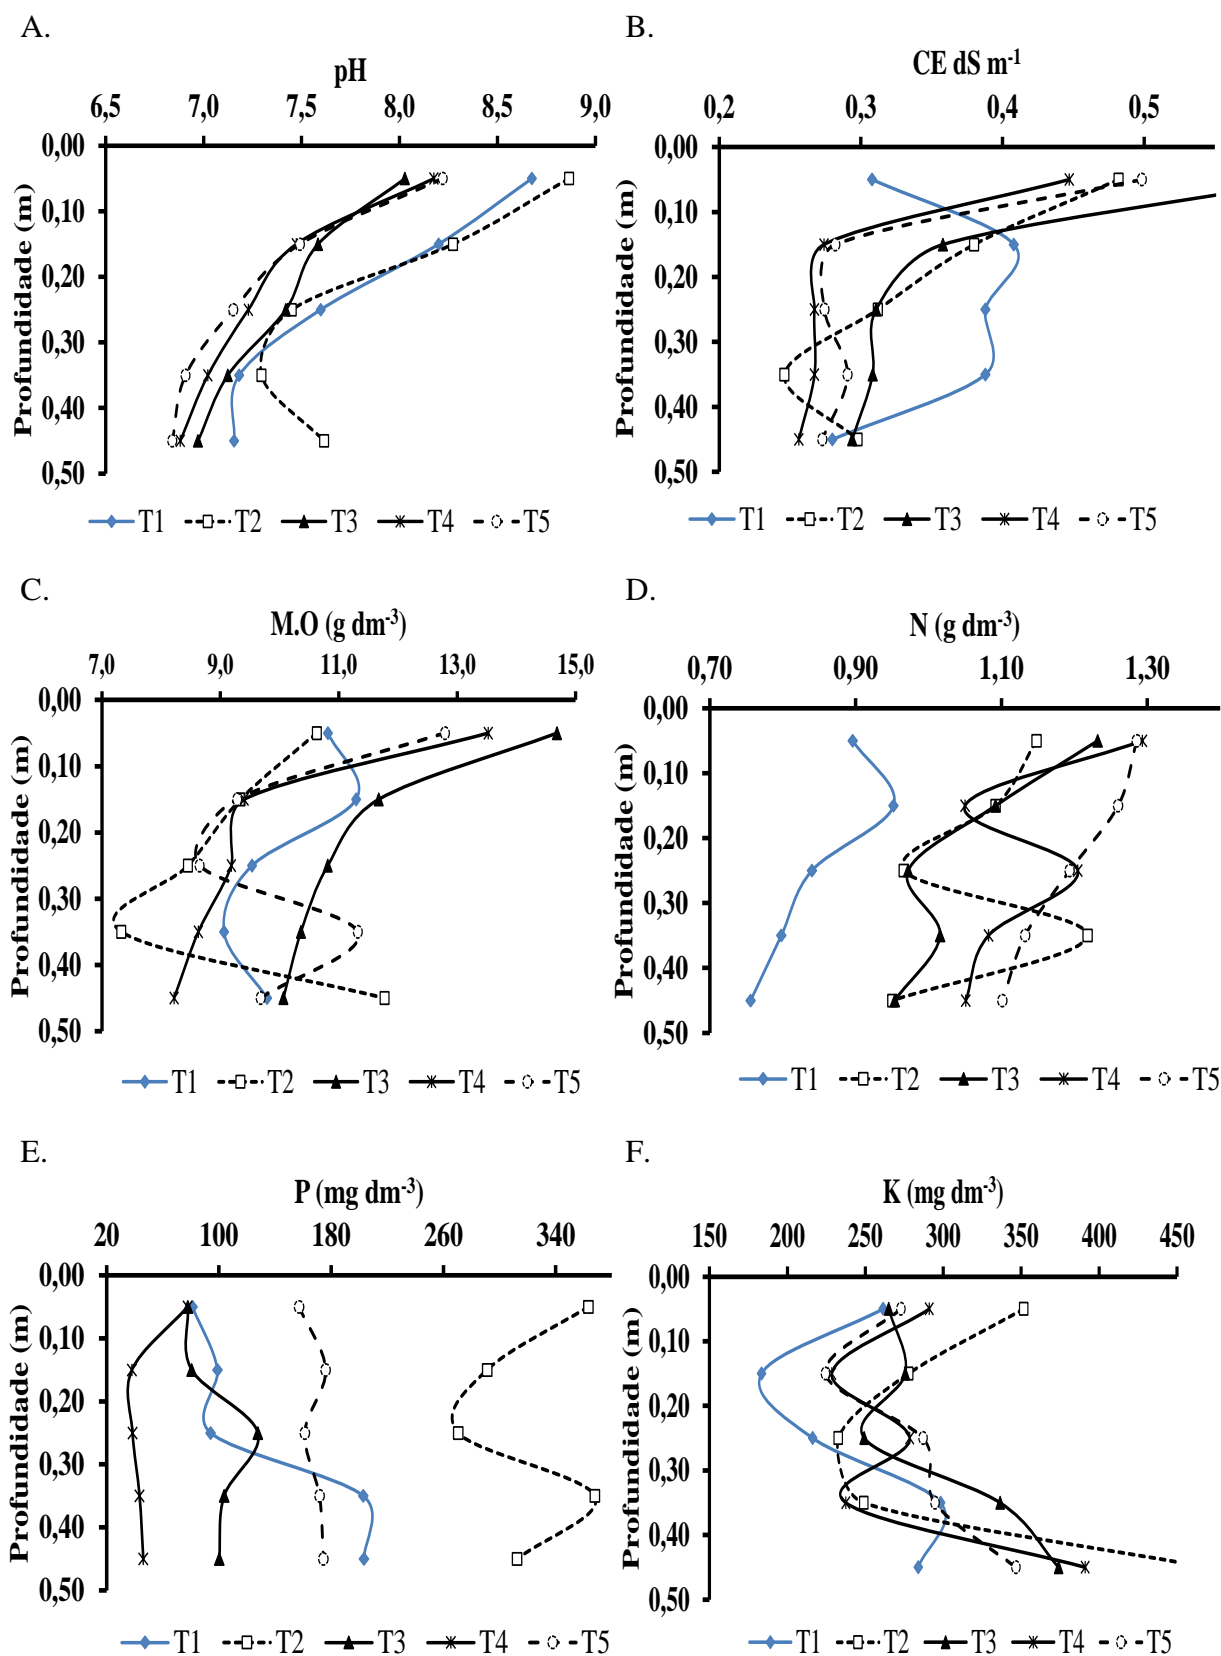 A.
pH
6,5 7,0 7,5 8,0 8,5 9,0
0,00
0,10
0,20
0,30
0,40
0,50
Profundidade (m)
T1 T2 T3 T4 T5
B.
CE dS m-1
0,2 0,3 0,4 0,5
0,00
0,10
0,20
0,30
0,40
0,50
Profundidade (m)
T1 T2 T3 T4 T5
C.
M.O (g dm-3)
7,0 9,0 11,0 13,0 15,0
0,00
0,10
0,20
0,30
0,40
0,50
Profundidade (m)
T1 T2 T3 T4 T5
D.
N (g dm-3)
0,70 0,90 1,10 1,30
0,00
0,10
0,20
0,30
0,40
0,50
Profundidade (m)
T1 T2 T3 T4 T5
E.
P (mg dm-3)
20 100 180 260 340
0,00
0,10
0,20
0,30
0,40
0,50
Profundidade (m)
T1 T2 T3 T4 T5
F.
K (mg dm-3)
150 200 250 300 350 400 450
0,00
0,10
0,20
0,30
0,40
0,50
Profundidade (m)
T1 T2 T3 T4 T5